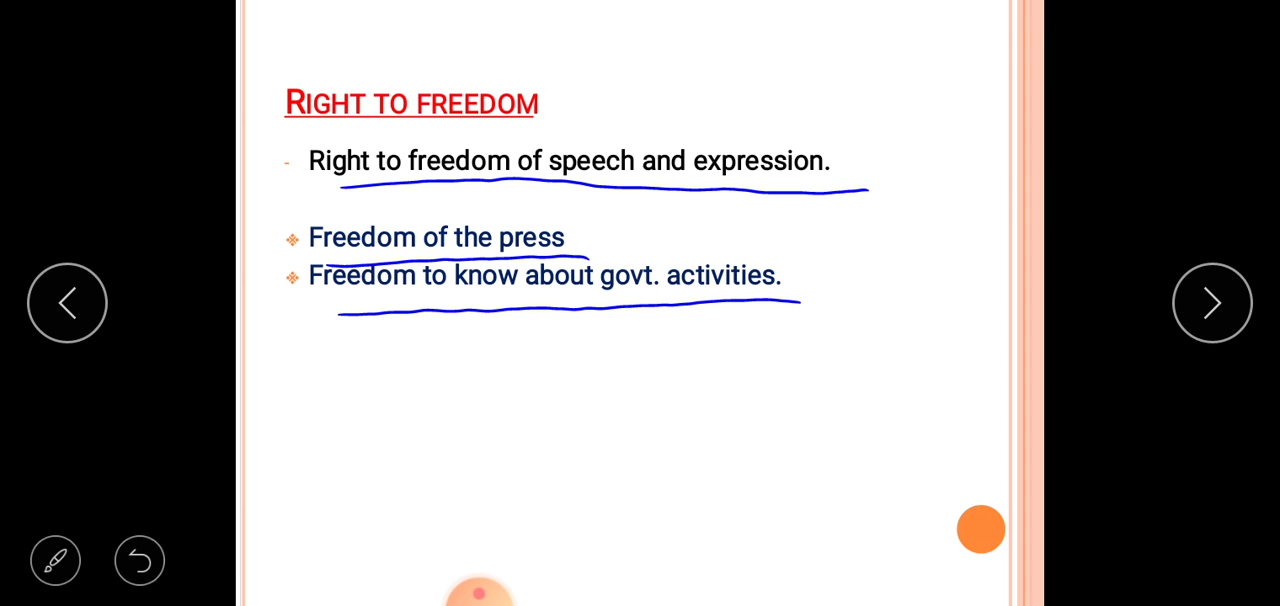 RIGHT TO FREEDOM
- Right to freedom of speech and expression.
❖ Freedom of the press
❖ Freedom to know about govt. activities.